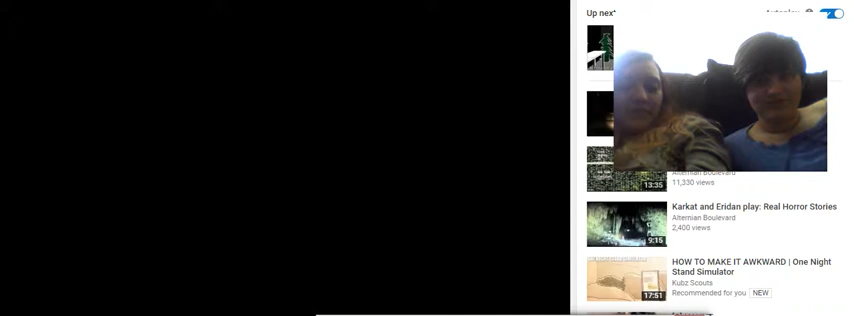 Up next
Autoplay
Alternian Boulevard
11,330 views
13:35
Karkat and Eridan play: Real Horror Stories
Alternian Boulevard
2,400 views
9:15
HOW TO MAKE IT AWKWARD | One Night
Stand Simulator
Kubz Scouts
Recommended for you NEW
17:51